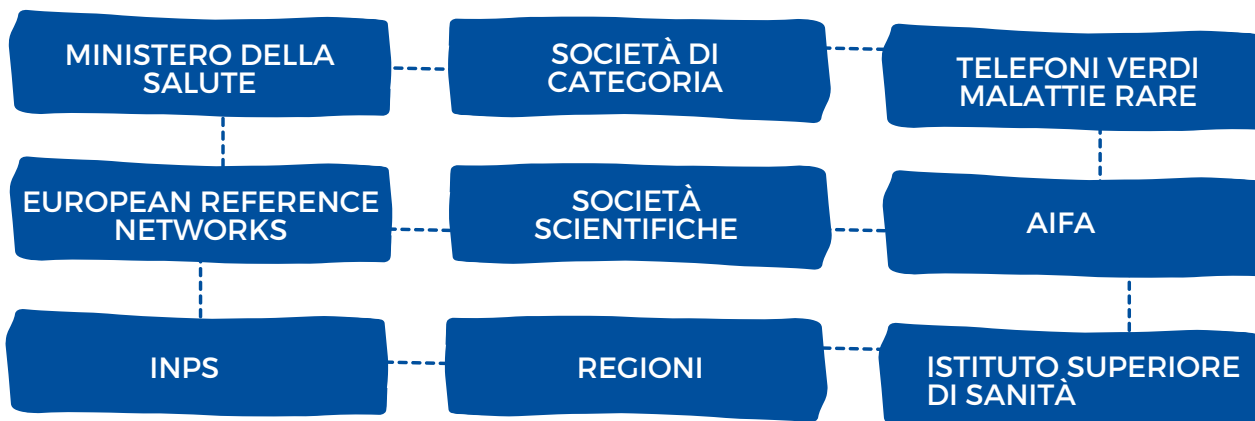 MINISTERO DELLA
SALUTE
SOCIETÀ DI
CATEGORIA
TELEFONI VERDI
MALATTIE RARE
EUROPEAN REFERENCE
NETWORKS
SOCIETÀ
SCIENTIFICHE
AIFA
INPS
REGIONI
ISTITUTO SUPERIORE
DI SANITÀ